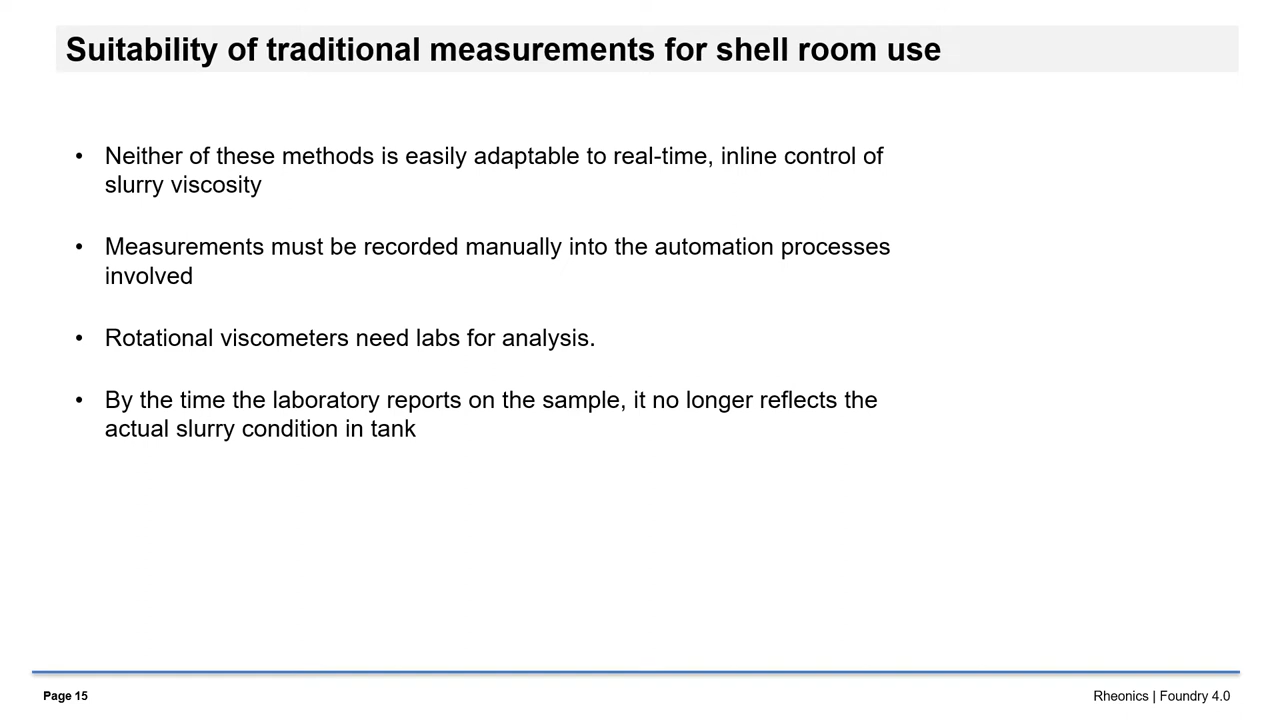 Suitability of traditional measurements for shell room use
• Neither of these methods is easily adaptable to real-time, inline control of
slurry viscosity
• Measurements must be recorded manually into the automation processes
involved
• Rotational viscometers need labs for analysis.
• By the time the laboratory reports on the sample, it no longer reflects the
actual slurry condition in tank
Page 15
Rheonics | Foundry 4.0